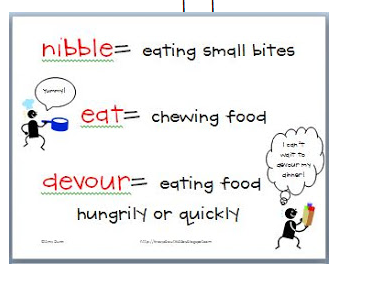 nibble= eating small bites
Yummy!
eat= chewing food
I can't
wait to
devour my
dinner!
devour= eating food
hungrily or quickly